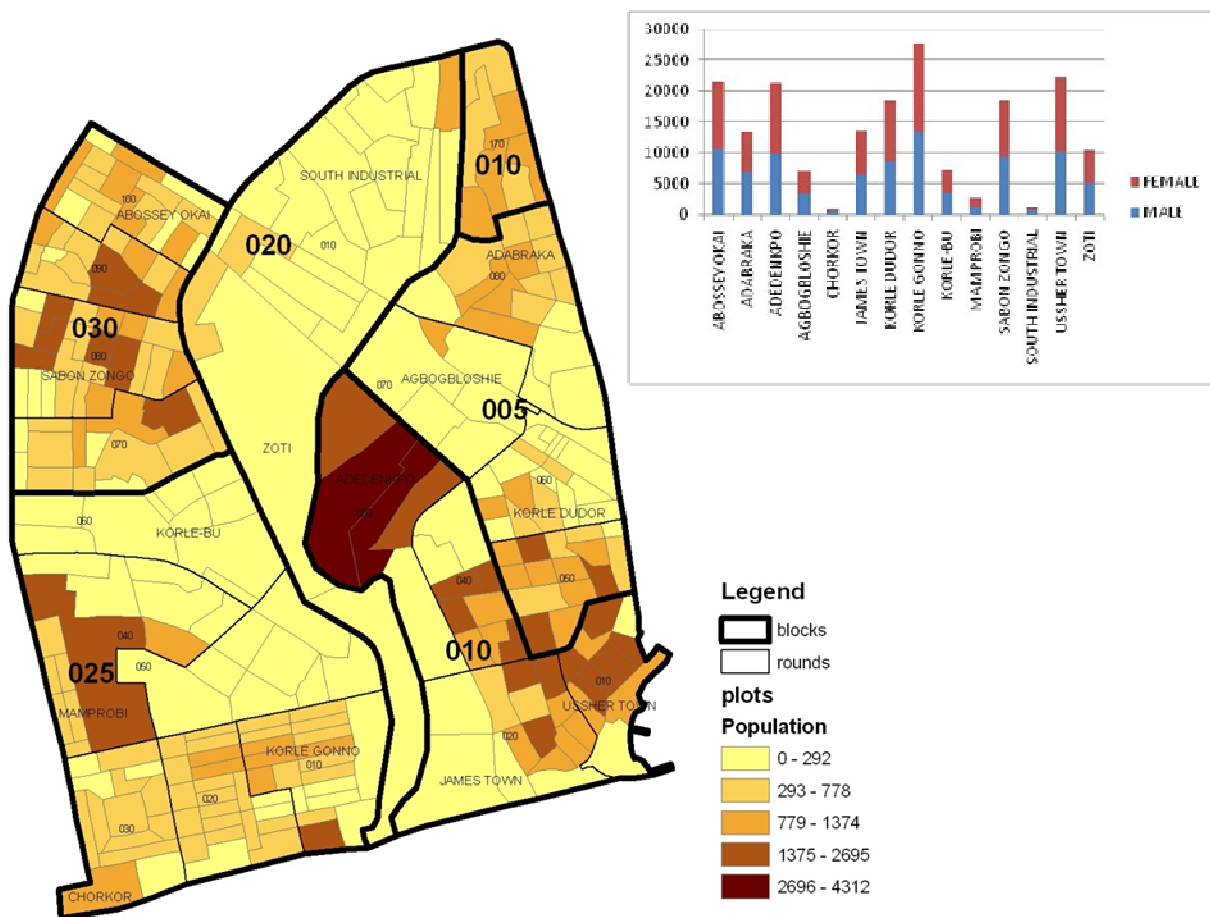 30000
25000
20000
15000
10000
5000
0
FEMALE
MALE
ABOSSEY OKAI
ADABRAKA
ADEDENKPO
AGBOGBLOSHIE
CHORKOR
JAMES TOWN
KORLE DUDOR
KORLE GONNO
KORLE-BU
MAMPROBI
SABON ZONGO
SOUTH INDUSTRIAL
USSHER TOWN
ZOTI
170
010
SOUTH INDUSTRIAL
100
ABOSSEY OKAI
020
010
ADABRAKA
080
090
030
080
SABON ZONGO
070
AGBOGBLOSHIE
005
070
ZOTI
ADEDENKPO
060
KORLE DUDOR
060
KORLE-BU
050
040
040
010
050
025
MAMPROBI
010
USSHER TOWN
020
KORLE GONNO
010
JAMES TOWN
020
030
CHORKOR
Legend
blocks
rounds
plots
Population
0 - 292
293 - 778
779 - 1374
1375 - 2695
2696 - 4312